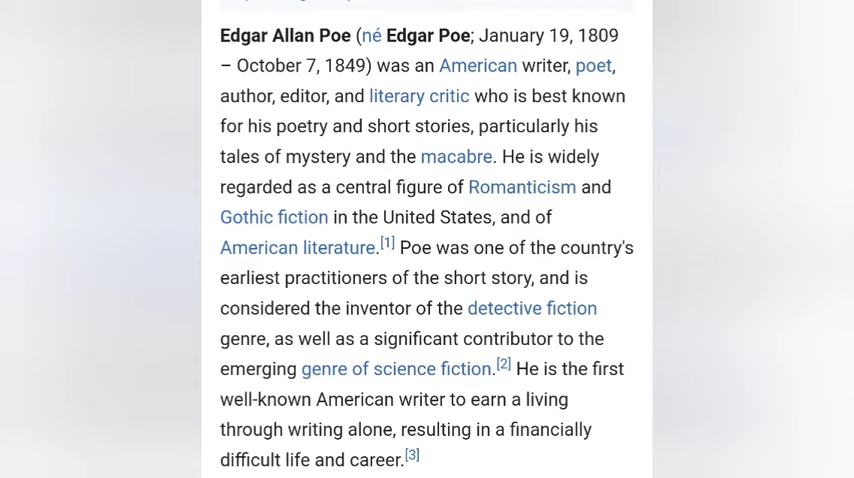 Edgar Allan Poe (né Edgar Poe; January 19, 1809
– October 7, 1849) was an American writer, poet,
author, editor, and literary critic who is best known
for his poetry and short stories, particularly his
tales of mystery and the macabre. He is widely
regarded as a central figure of Romanticism and
Gothic fiction in the United States, and of
American literature.[1] Poe was one of the country's
earliest practitioners of the short story, and is
considered the inventor of the detective fiction
genre, as well as a significant contributor to the
emerging genre of science fiction.[2] He is the first
well-known American writer to earn a living
through writing alone, resulting in a financially
difficult life and career.[3]